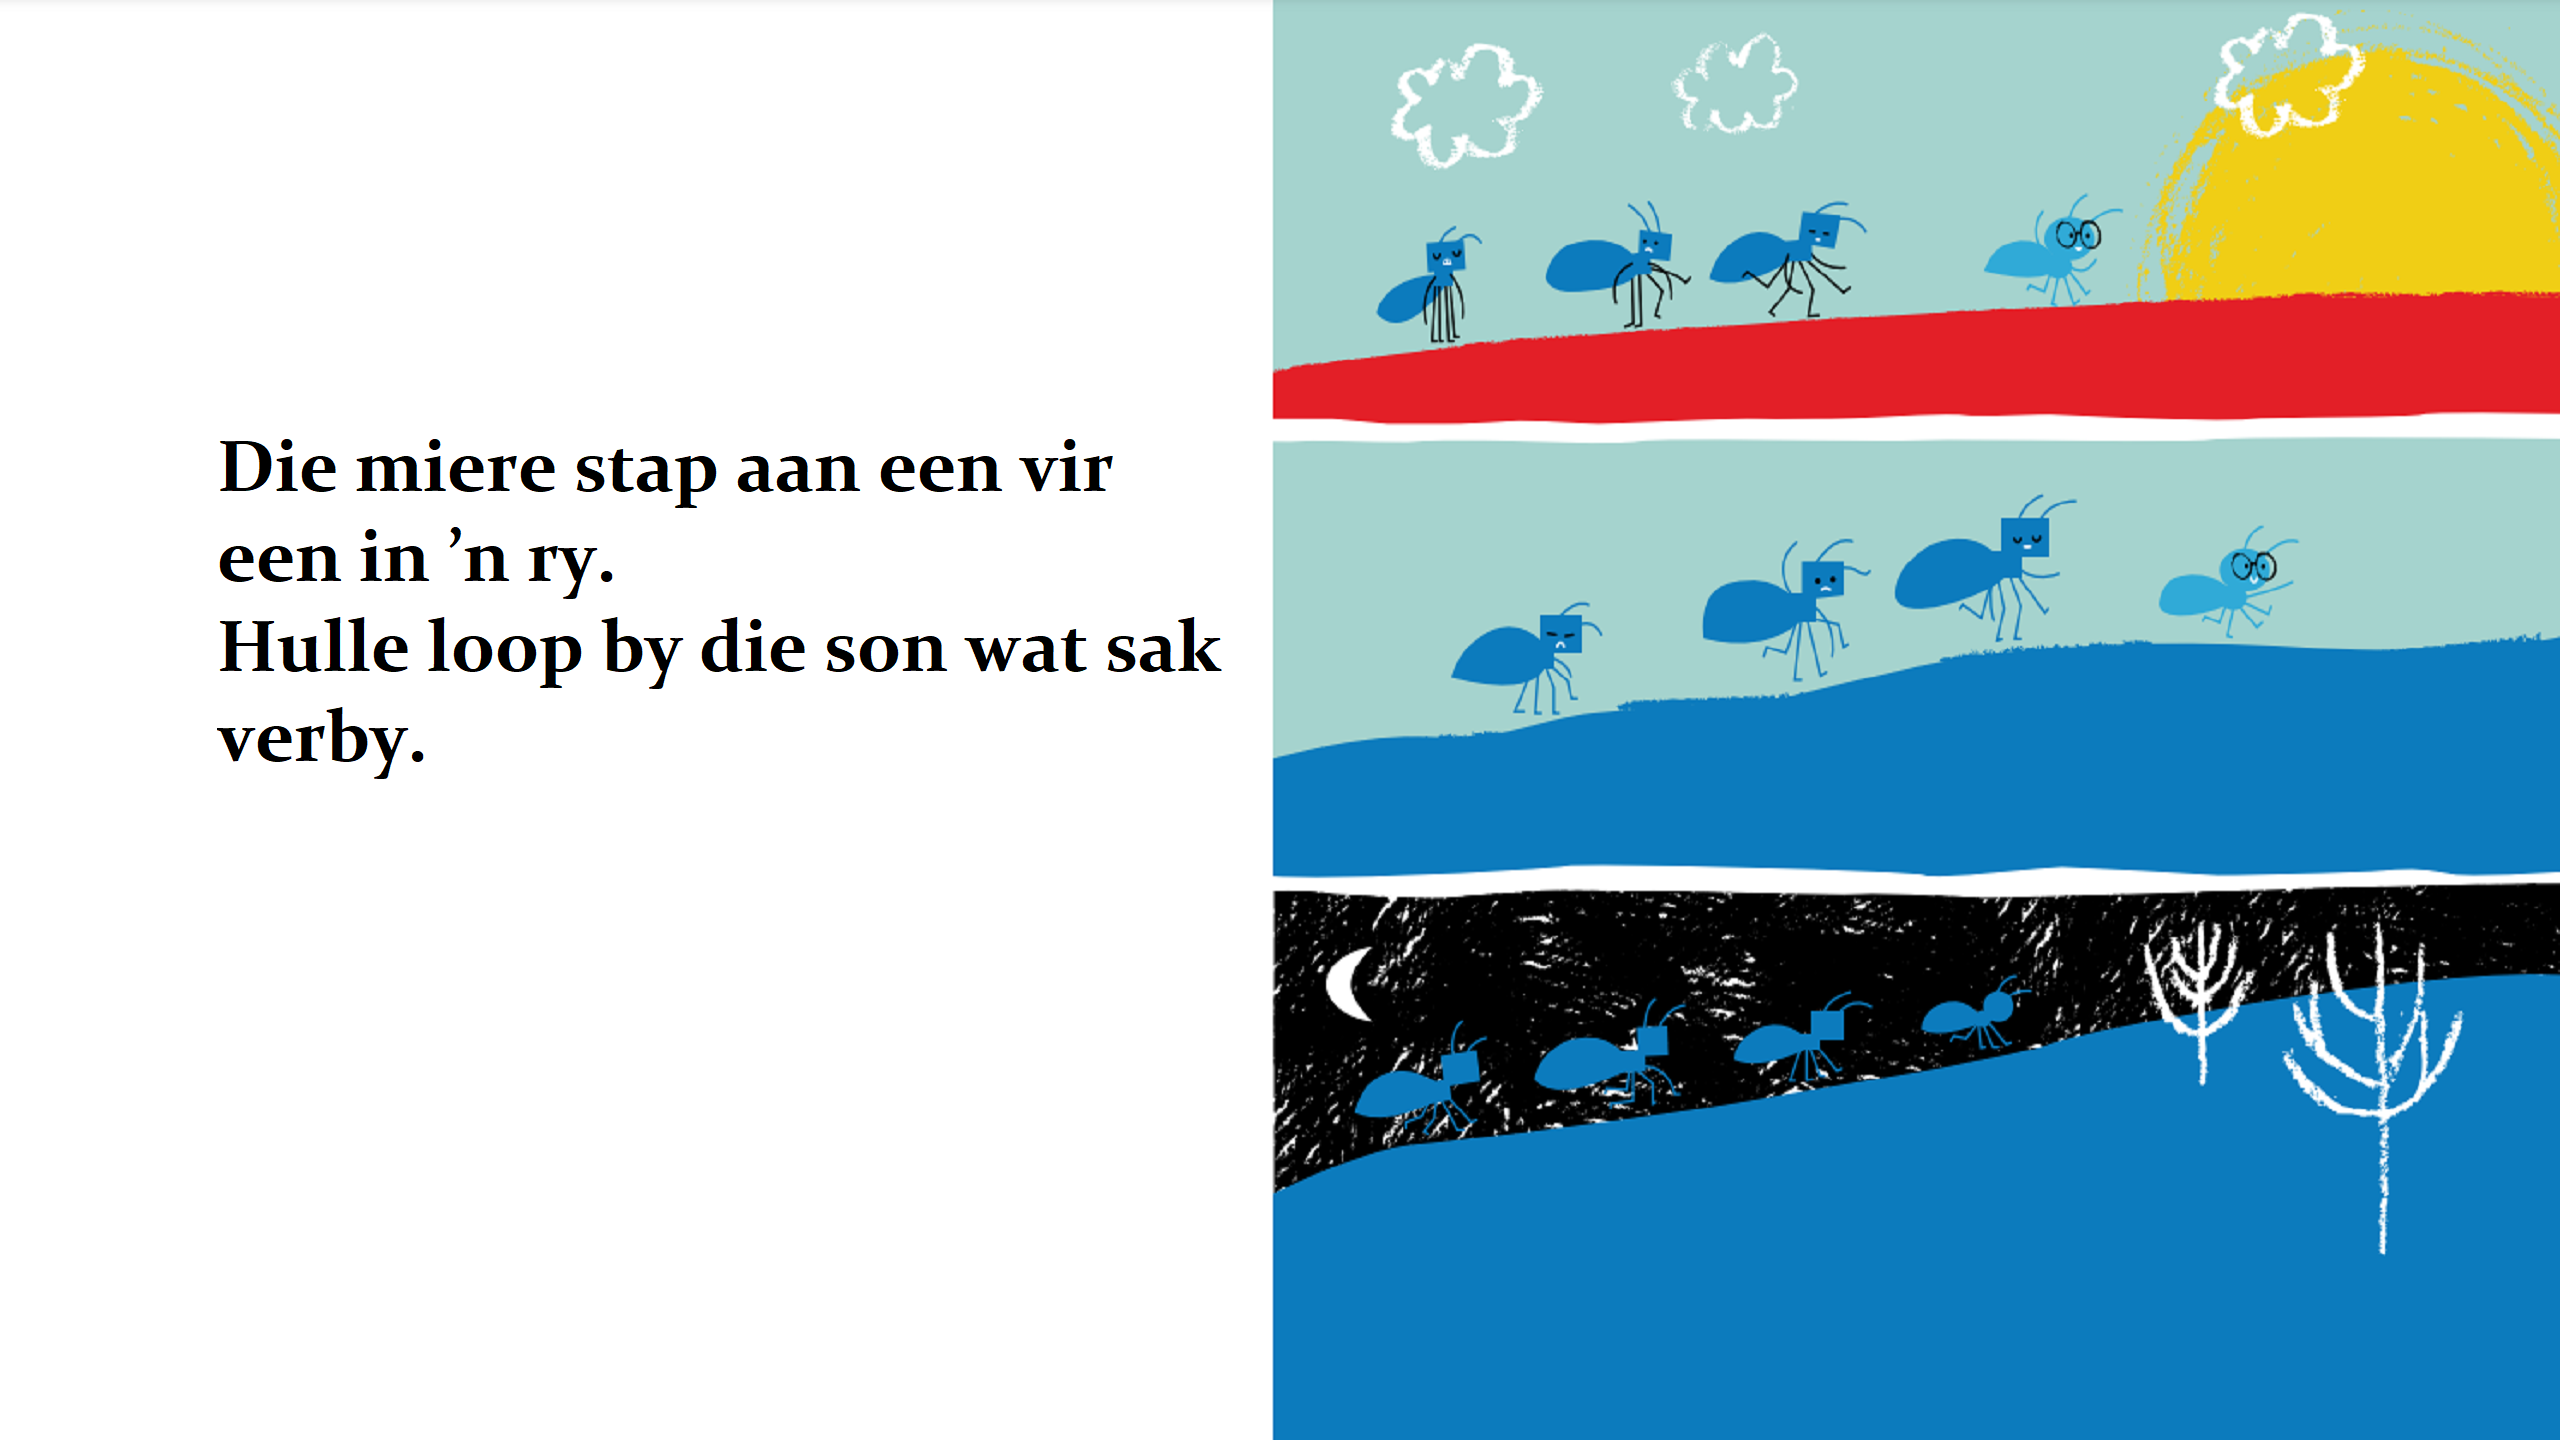 Die miere stap aan een vir
een in ’n ry.
Hulle loop by die son wat sak
verby.